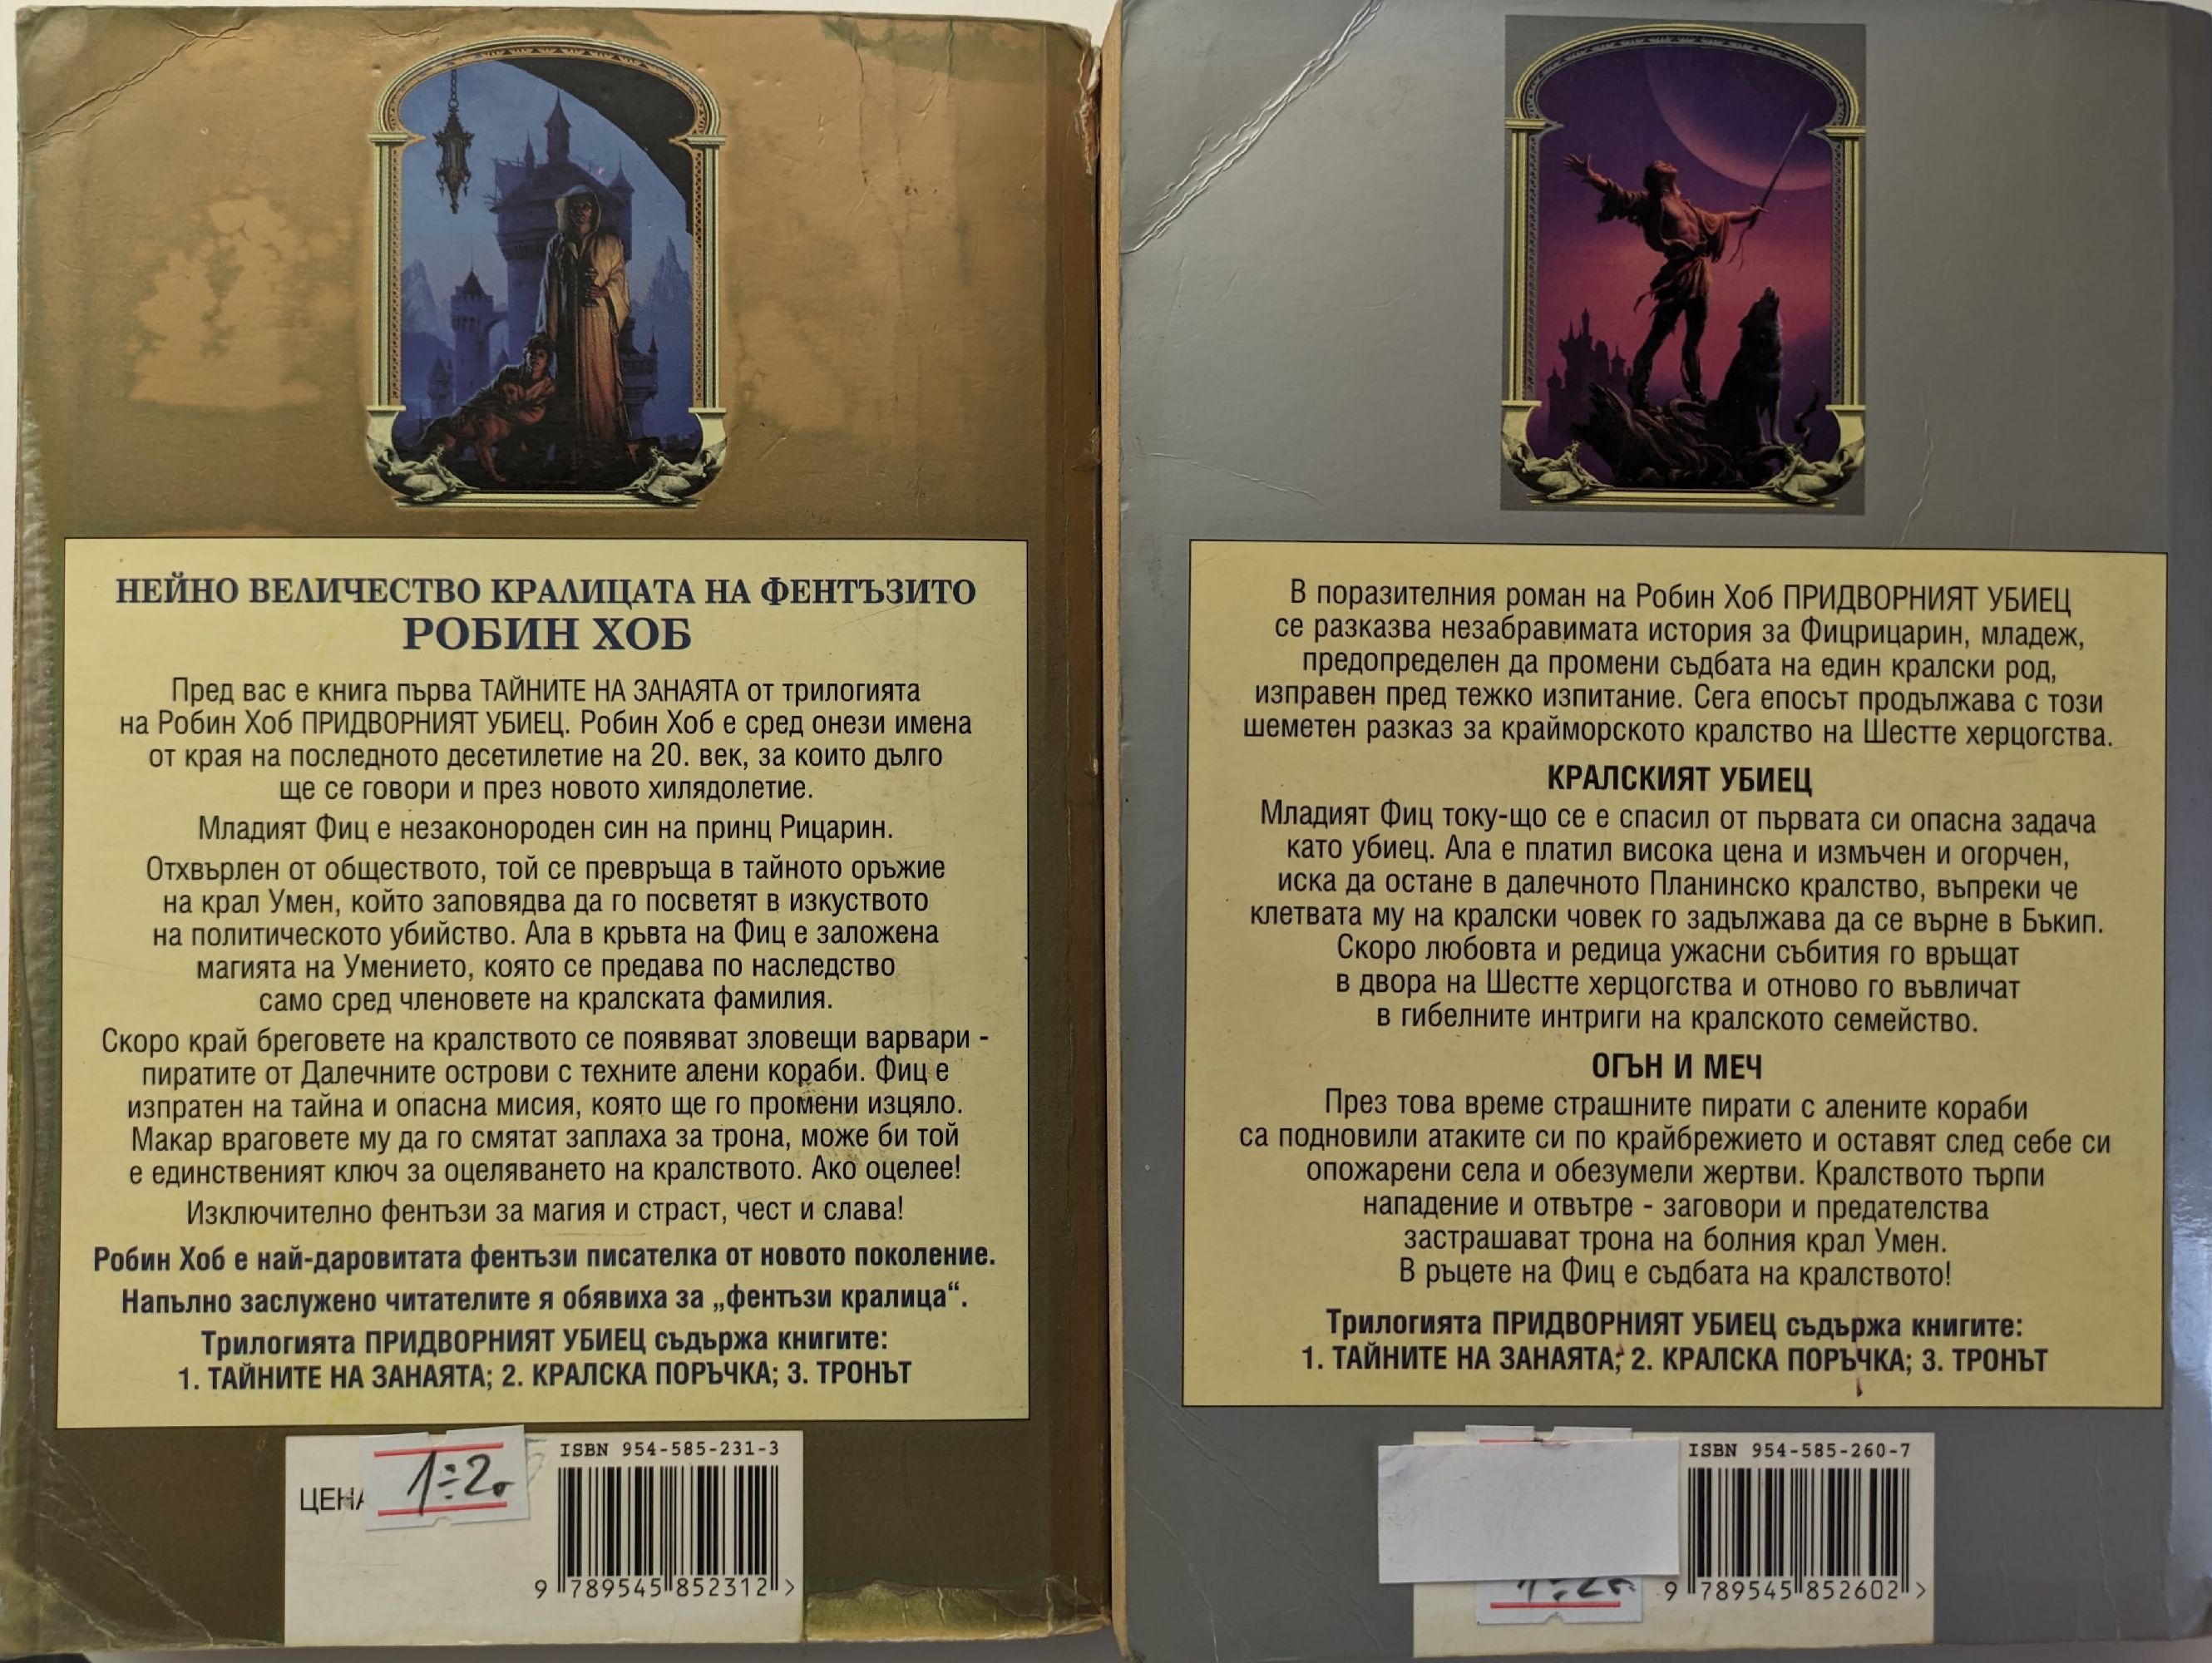 НЕЙНО ВЕЛИЧЕСТВО КРАЛИЦАТА НА ФЕНТЪЗИТО
РОБИН ХОБ
Пред вас е книга първа ТАЙНИТЕ НА ЗАНАЯТА от трилогията
на Робин Хоб ПРИДВОРНИЯТ УБИЕЦ. Робин Хоб е сред онези имена
от края на последното десетилетие на 20. век, за които дълго
ще се говори и през новото хилядолетие.
Младият Фиц е незаконороден син на принц Рицарин.
Отхвърлен от обществото, той се превръща в тайното оръжие
на крал Умен, който заповядва да го посветят в изкуството
на политическото убийство. Ала в кръвта на Фиц е заложена
магията на Умението, която се предава по наследство
само сред членовете на кралската фамилия.
Скоро край бреговете на кралството се появяват зловещи варвари -
пиратите от Далечните острови с техните алени кораби. Фиц е
изпратен на тайна и опасна мисия, която ще го промени изцяло.
Макар враговете му да го смятат заплаха за трона, може би той
е единственият ключ за оцеляването на кралството. Ако оцелее!
Изключително фентъзи за магия и страст, чест и слава!
Робин Хоб е най-даровитата фентъзи писателка от новото поколение.
Напълно заслужено читателите я обявиха за „фентъзи кралица“.
Трилогията ПРИДВОРНИЯТ УБИЕЦ съдържа книгите:
1. ТАЙНИТЕ НА ЗАНАЯТА; 2. КРАЛСКА ПОРЪЧКА; 3. ТРОНЪТ
ISBN 954-585-231-3
ЦЕНА
9 789545 852312 >
В поразителния роман на Робин Хоб ПРИДВОРНИЯТ УБИЕЦ
се разказва незабравимата история за Фицрицарин, младеж,
предопределен да промени съдбата на един кралски род,
изправен пред тежко изпитание. Сега епосът продължава с този
шеметен разказ за крайморското кралство на Шестте херцогства.
КРАЛСКИЯТ УБИЕЦ
Младият Фиц току-що се е спасил от първата си опасна задача
като убиец. Ала е платил висока цена и измъчен и огорчен,
иска да остане в далечното Планинско кралство, въпреки че
клетвата му на кралски човек го задължава да се върне в Бъкип.
Скоро любовта и редица ужасни събития го връщат
в двора на Шестте херцогства и отново го въвличат
в гибелните интриги на кралското семейство.
ОГЪН И МЕЧ
През това време страшните пирати с алените кораби
са подновили атаките си по крайбрежието и оставят след себе си
опожарени села и обезумели жертви. Кралството търпи
нападение и отвътре - заговори и предателства
застрашават трона на болния крал Умен.
В ръцете на Фиц е съдбата на кралството!
Трилогията ПРИДВОРНИЯТ УБИЕЦ съдържа книгите:
1. ТАЙНИТЕ НА ЗАНАЯТА; 2. КРАЛСКА ПОРЪЧКА; 3. ТРОНЪТ
ISBN 954-585-260-7
9 789545 852602 >